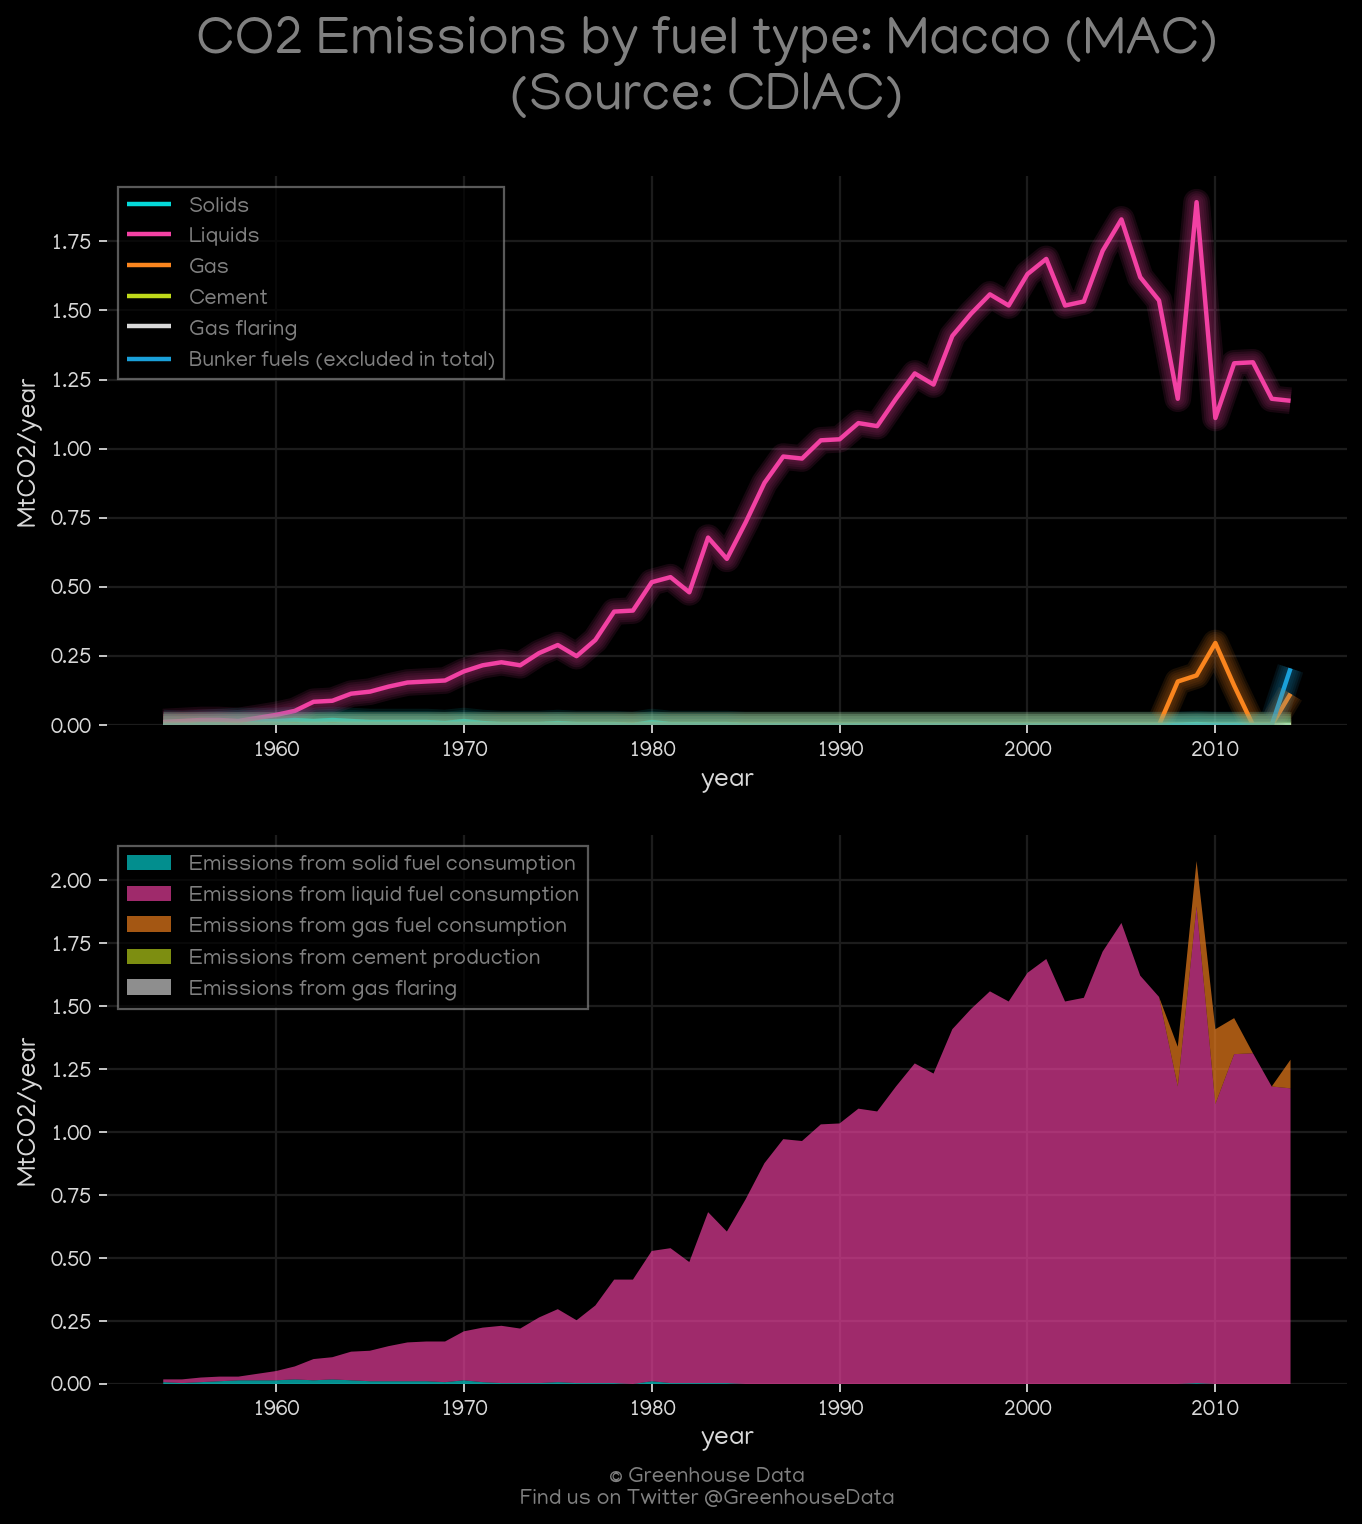 CO2 Emissions by fuel type: Macao (MAC)
(Source: CDIAC)
Solids
Liquids
Gas
Cement
Gas flaring
Bunker fuels (excluded in total)
MtCO2/year
1.75
1.50
1.25
1.00
0.75
0.50
0.25
0.00
1960 1970 1980 1990 2000 2010
year
Emissions from solid fuel consumption
Emissions from liquid fuel consumption
Emissions from gas fuel consumption
Emissions from cement production
Emissions from gas flaring
MtCO2/year
2.00
1.75
1.50
1.25
1.00
0.75
0.50
0.25
0.00
1960 1970 1980 1990 2000 2010
year
© Greenhouse Data
Find us on Twitter @GreenhouseData